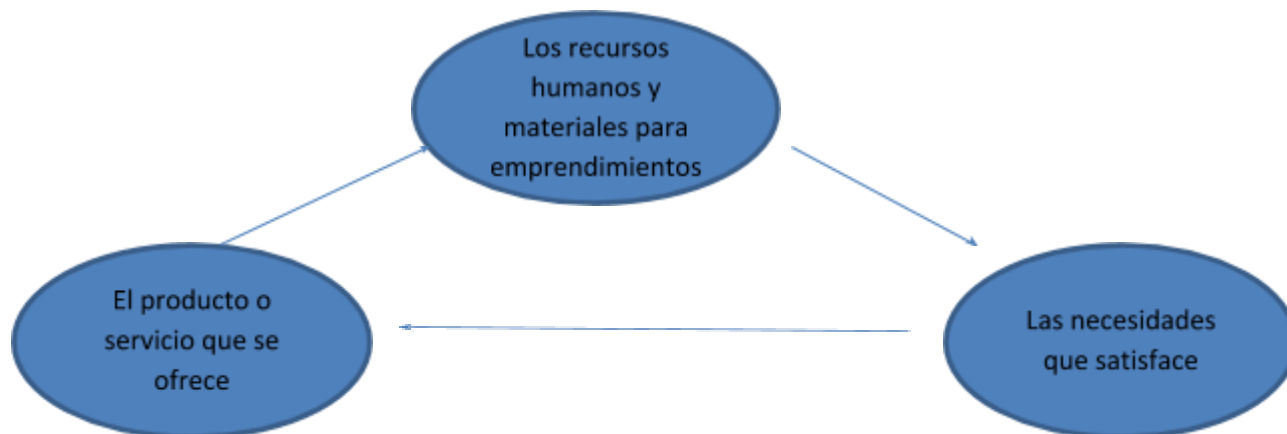 Los recursos
humanos y
materiales para
emprendimientos
El producto o
servicio que se
ofrece
Las necesidades
que satisface